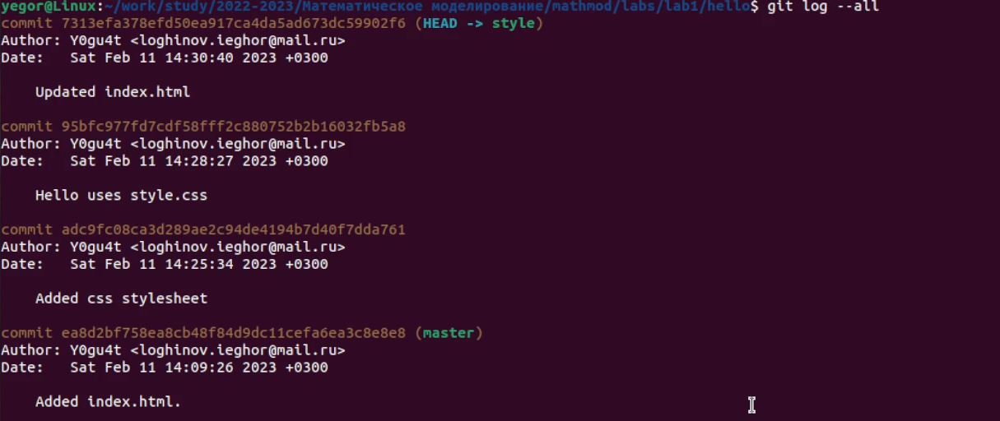 yegor@Linux:~/work/study/2022-2023/Математическое моделирование/mathmod/labs/lab1/hello$ git log --all
commit 7313efa378efd50ea917ca4da5ad673dc59902f6 (HEAD -> style)
Author: Y0gu4t <loghinov.ieghor@mail.ru>
Date:   Sat Feb 11 14:30:40 2023 +0300
    Updated index.html
commit 95bfc977fd7cdf58fff2c880752b2b16032fb5a8
Author: Y0gu4t <loghinov.ieghor@mail.ru>
Date:   Sat Feb 11 14:28:27 2023 +0300
    Hello uses style.css
commit adc9fc08ca3d289ae2c94de4194b7d40f7dda761
Author: Y0gu4t <loghinov.ieghor@mail.ru>
Date:   Sat Feb 11 14:25:34 2023 +0300
    Added css stylesheet
commit ea8d2bf758ea8cb48f84d9dc11cefa6ea3c8e8e8 (master)
Author: Y0gu4t <loghinov.ieghor@mail.ru>
Date:   Sat Feb 11 14:09:26 2023 +0300
    Added index.html.